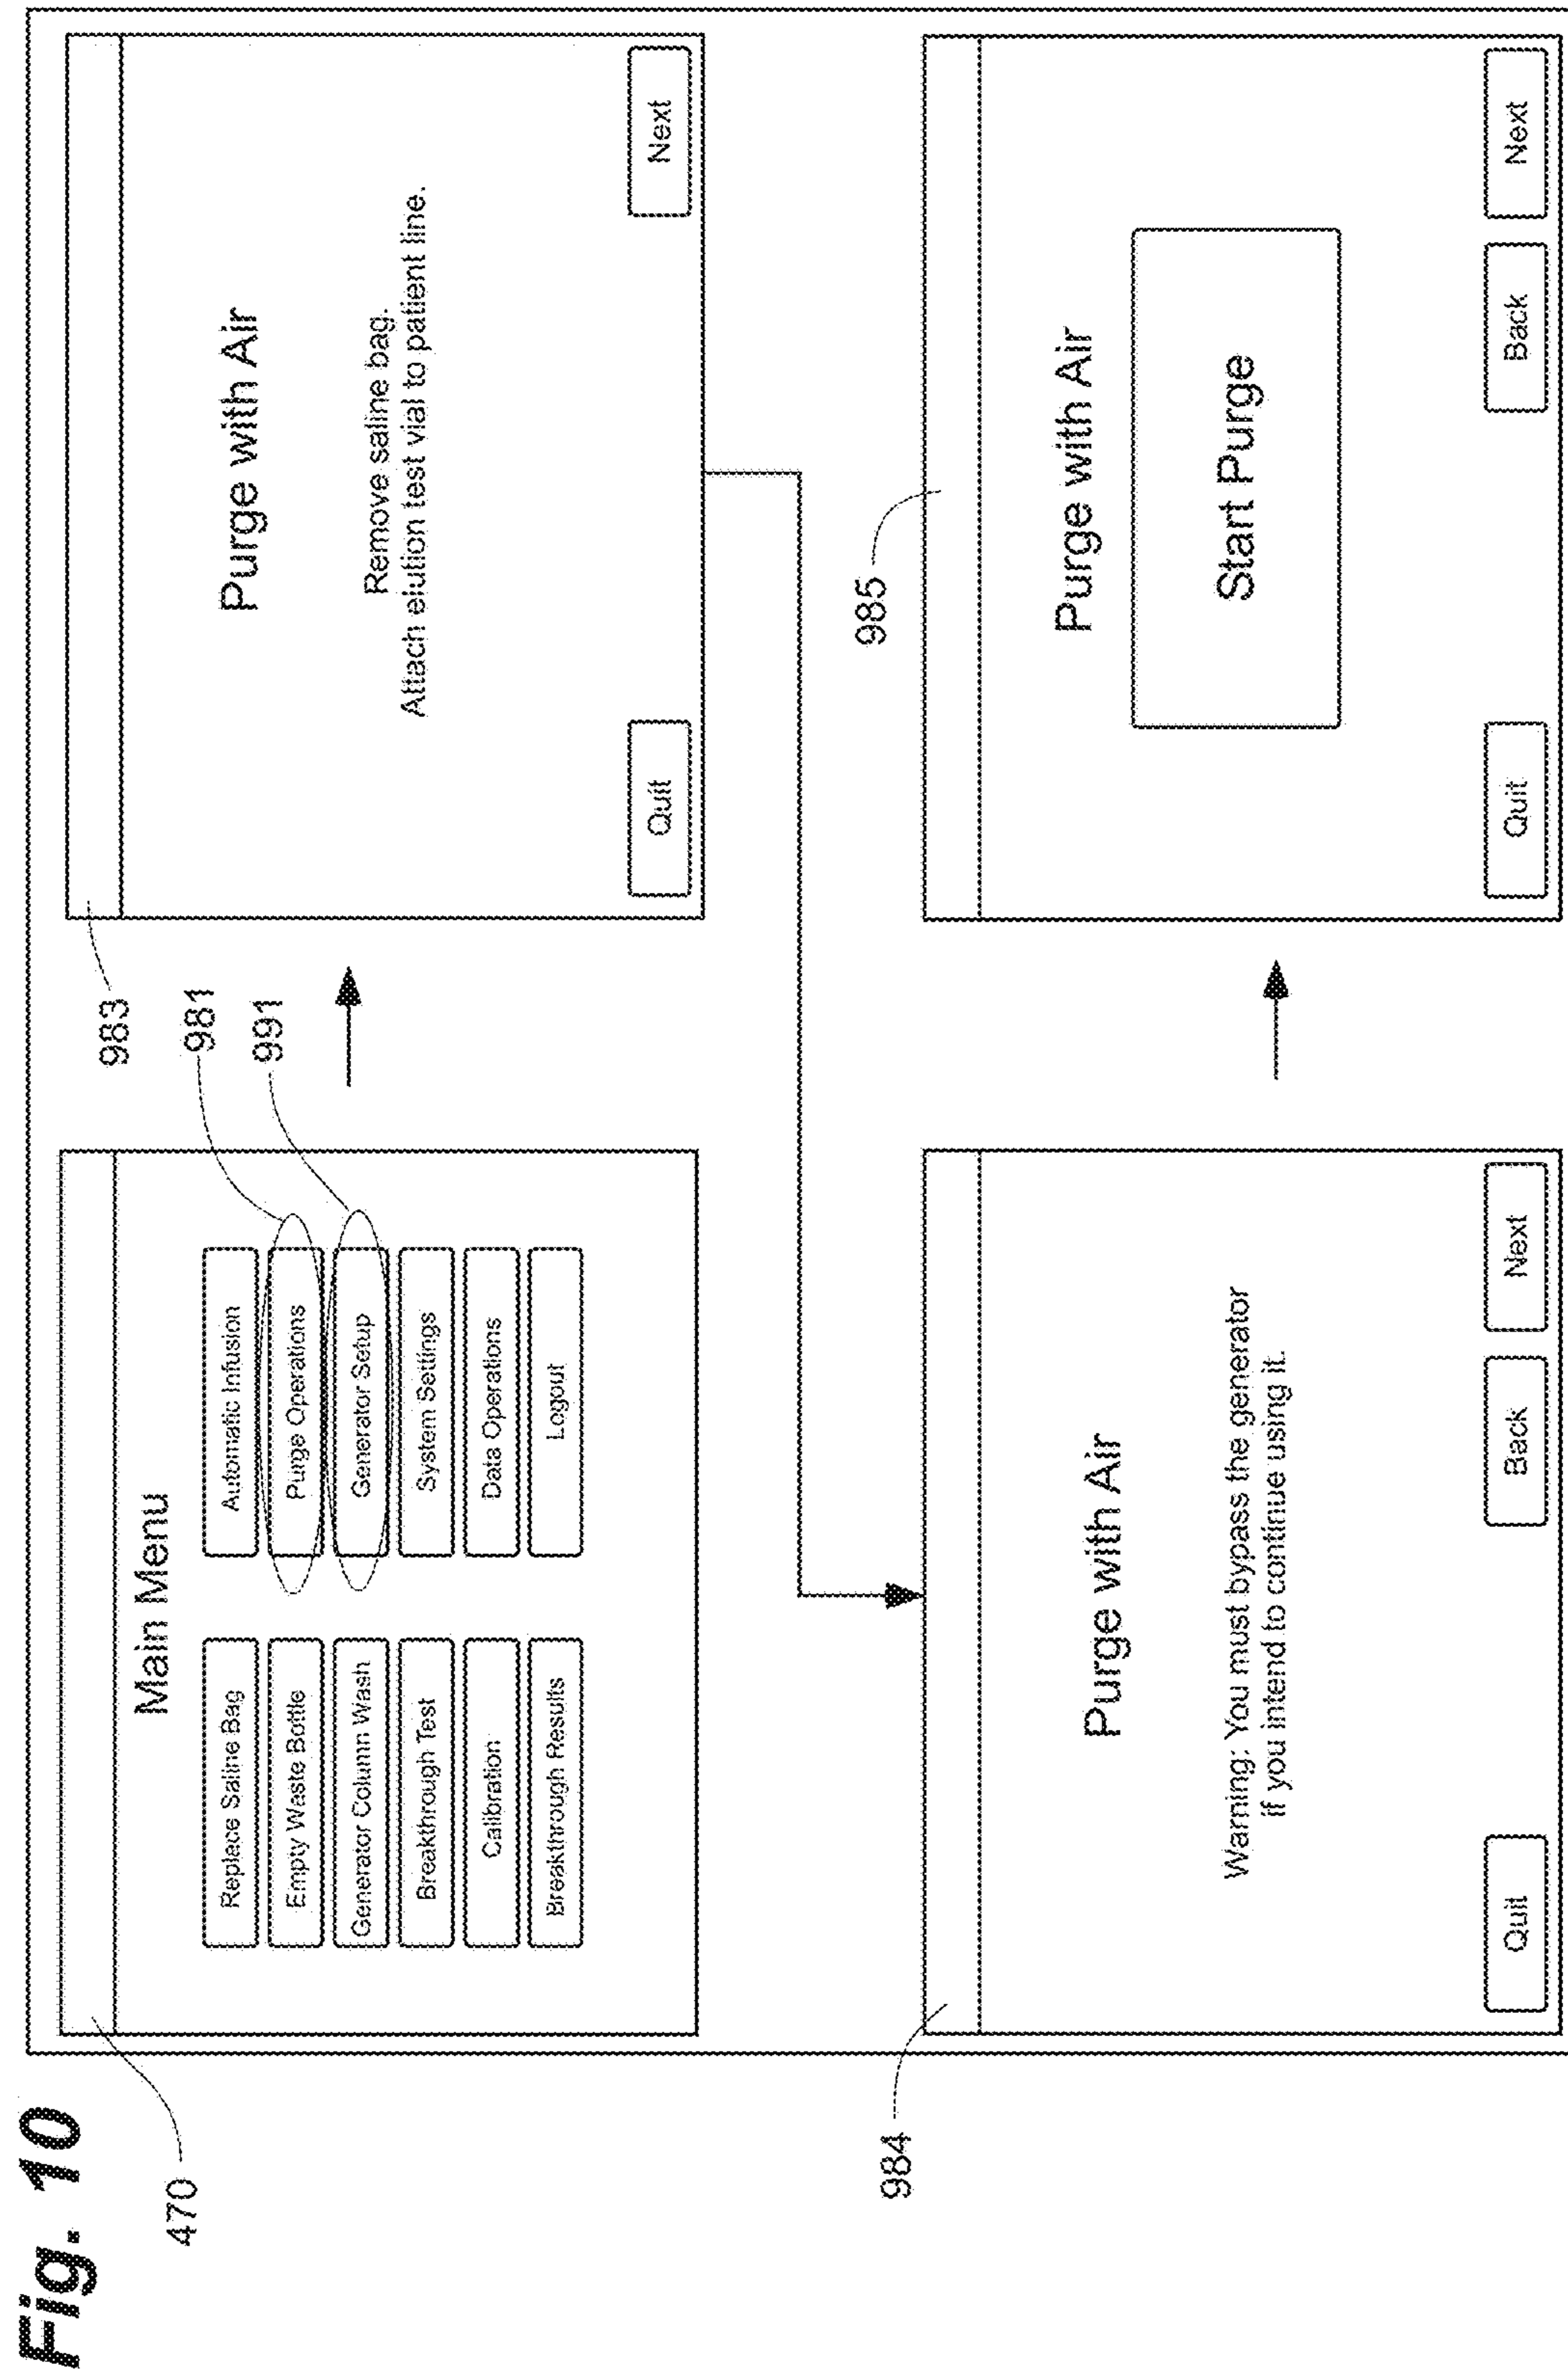 Fig. 10
470
Main Menu
Replace Saline Bag
Automatic Infusion
Empty Waste Bottle
Purge Operations
Generator Column Wash
Generator Setup
Breakthrough Test
System Settings
Calibration
Data Operations
Breakthrough Results
Logout
981
991
983
Purge with Air
Remove saline bag.
Attach elution test vial to patient line.
Quit
Next
984
Purge with Air
Warning: You must bypass the generator
if you intend to continue using it.
Quit
Back
Next
985
Purge with Air
Start Purge
Quit
Back
Next